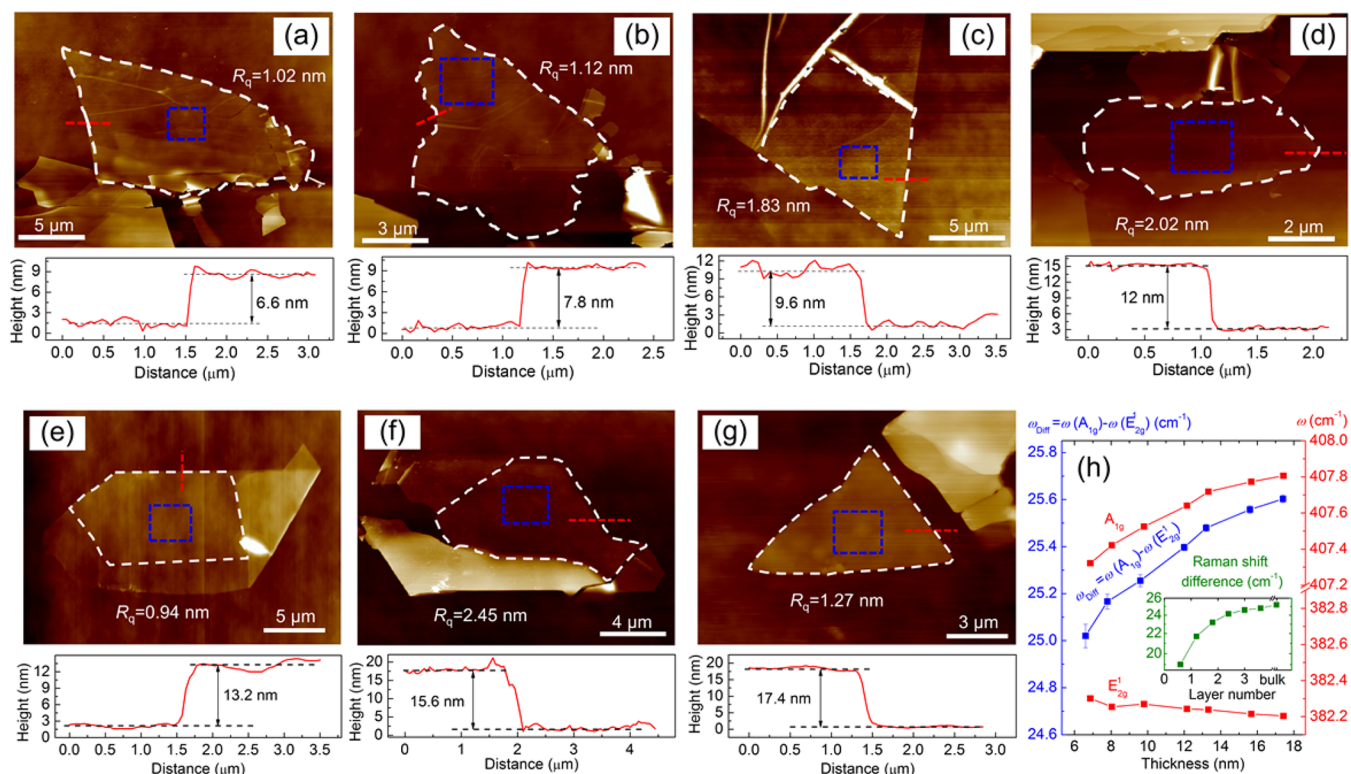 (a)
Rq=1.02 nm
5 μm
(b)
Rq=1.12 nm
3 μm
(c)
Rq=1.83 nm
5 μm
(d)
Rq=2.02 nm
2 μm
Height (nm)
9
6
3
0
6.6 nm
0.0 0.5 1.0 1.5 2.0 2.5 3.0
Distance (μm)
Height (nm)
9
6
3
0
7.8 nm
0.0 0.5 1.0 1.5 2.0 2.5
Distance (μm)
Height (nm)
12
9
6
3
0
9.6 nm
0.0 0.5 1.0 1.5 2.0 2.5 3.0 3.5
Distance (μm)
Height (nm)
15
12
9
6
3
12 nm
0.0 0.5 1.0 1.5 2.0
Distance (μm)
(e)
Rq=0.94 nm
5 μm
(f)
Rq=2.45 nm
4 μm
(g)
Rq=1.27 nm
3 μm
Height (nm)
12
9
6
3
0
13.2 nm
0.0 0.5 1.0 1.5 2.0 2.5 3.0 3.5
Distance (μm)
Height (nm)
20
15
10
5
0
15.6 nm
0 1 2 3 4
Distance (μm)
Height (nm)
20
15
10
5
0
17.4 nm
0.0 0.5 1.0 1.5 2.0 2.5 3.0
Distance (μm)
ωDiff=ω(A1g)-ω(E¹2g) (cm⁻¹)
ω(cm⁻¹)
(h)
25.8
25.6
25.4
25.2
25.0
24.8
24.6
408.0
407.8
407.6
407.4
407.2
382.8
382.6
382.4
382.2
A1g
ωDiff=ω(A1g)-ω(E¹2g)
Raman shift
difference (cm⁻¹)
26
24
22
20
0 1 2 3 bulk
Layer number
E¹2g
6 8 10 12 14 16 18
Thickness (nm)